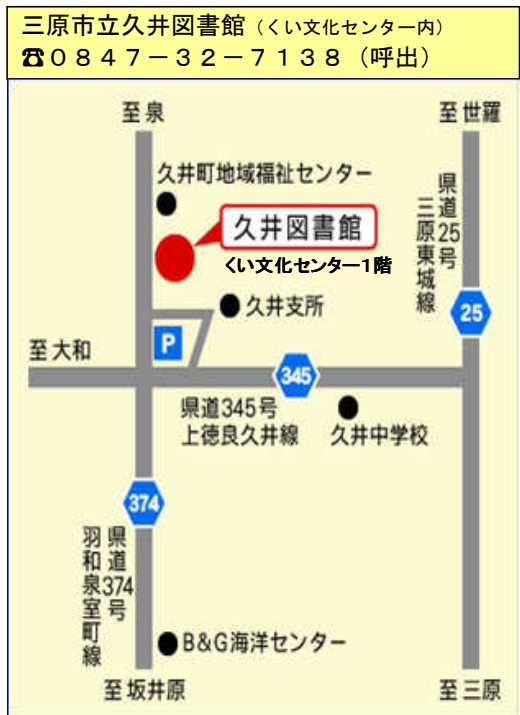 三原市立久井図書館（くい文化センター内）
☎０８４７－３２－７１３８（呼出）
至泉
至世羅
久井町地域福祉センター
久井図書館
くい文化センター1階
県道25号
三原東城線
久井支所
25
P
至大和
345
県道345号
上徳良久井線
久井中学校
374
県道374号
羽和泉室町線
B&G海洋センター
至坂井原
至三原